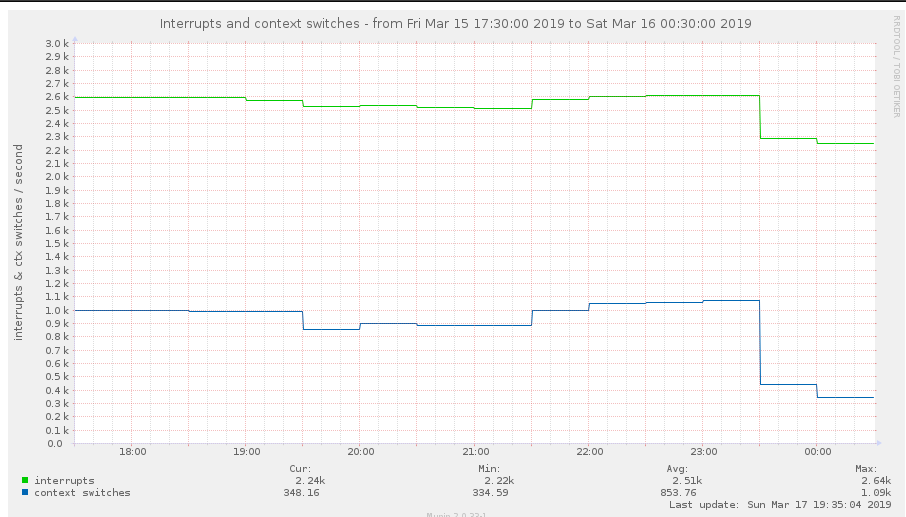 Interrupts and context switches - from Fri Mar 15 17:30:00 2019 to Sat Mar 16 00:30:00 2019
RRDTOOL / TOBI OETIKER
interrupts & ctx switches / second
3.0 k
2.9 k
2.8 k
2.7 k
2.6 k
2.5 k
2.4 k
2.3 k
2.2 k
2.1 k
2.0 k
1.9 k
1.8 k
1.7 k
1.6 k
1.5 k
1.4 k
1.3 k
1.2 k
1.1 k
1.0 k
0.9 k
0.8 k
0.7 k
0.6 k
0.5 k
0.4 k
0.3 k
0.2 k
0.1 k
0.0
18:00 19:00 20:00 21:00 22:00 23:00 00:00
Cur: Min: Avg: Max:
interrupts 2.24k 2.22k 2.51k 2.64k
context switches 348.16 334.59 853.76 1.09k
Last update: Sun Mar 17 19:35:04 2019